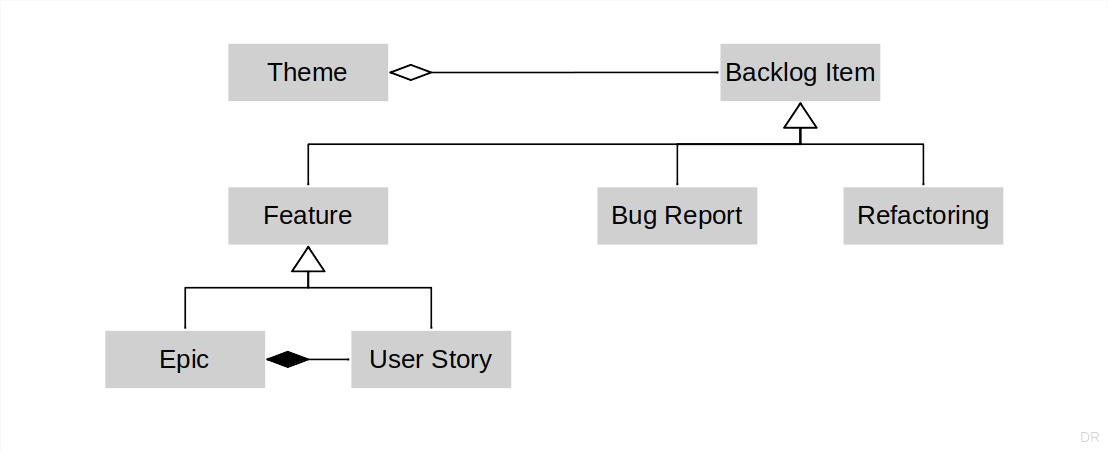 Theme
Backlog Item
Feature
Bug Report
Refactoring
Epic
User Story
DR